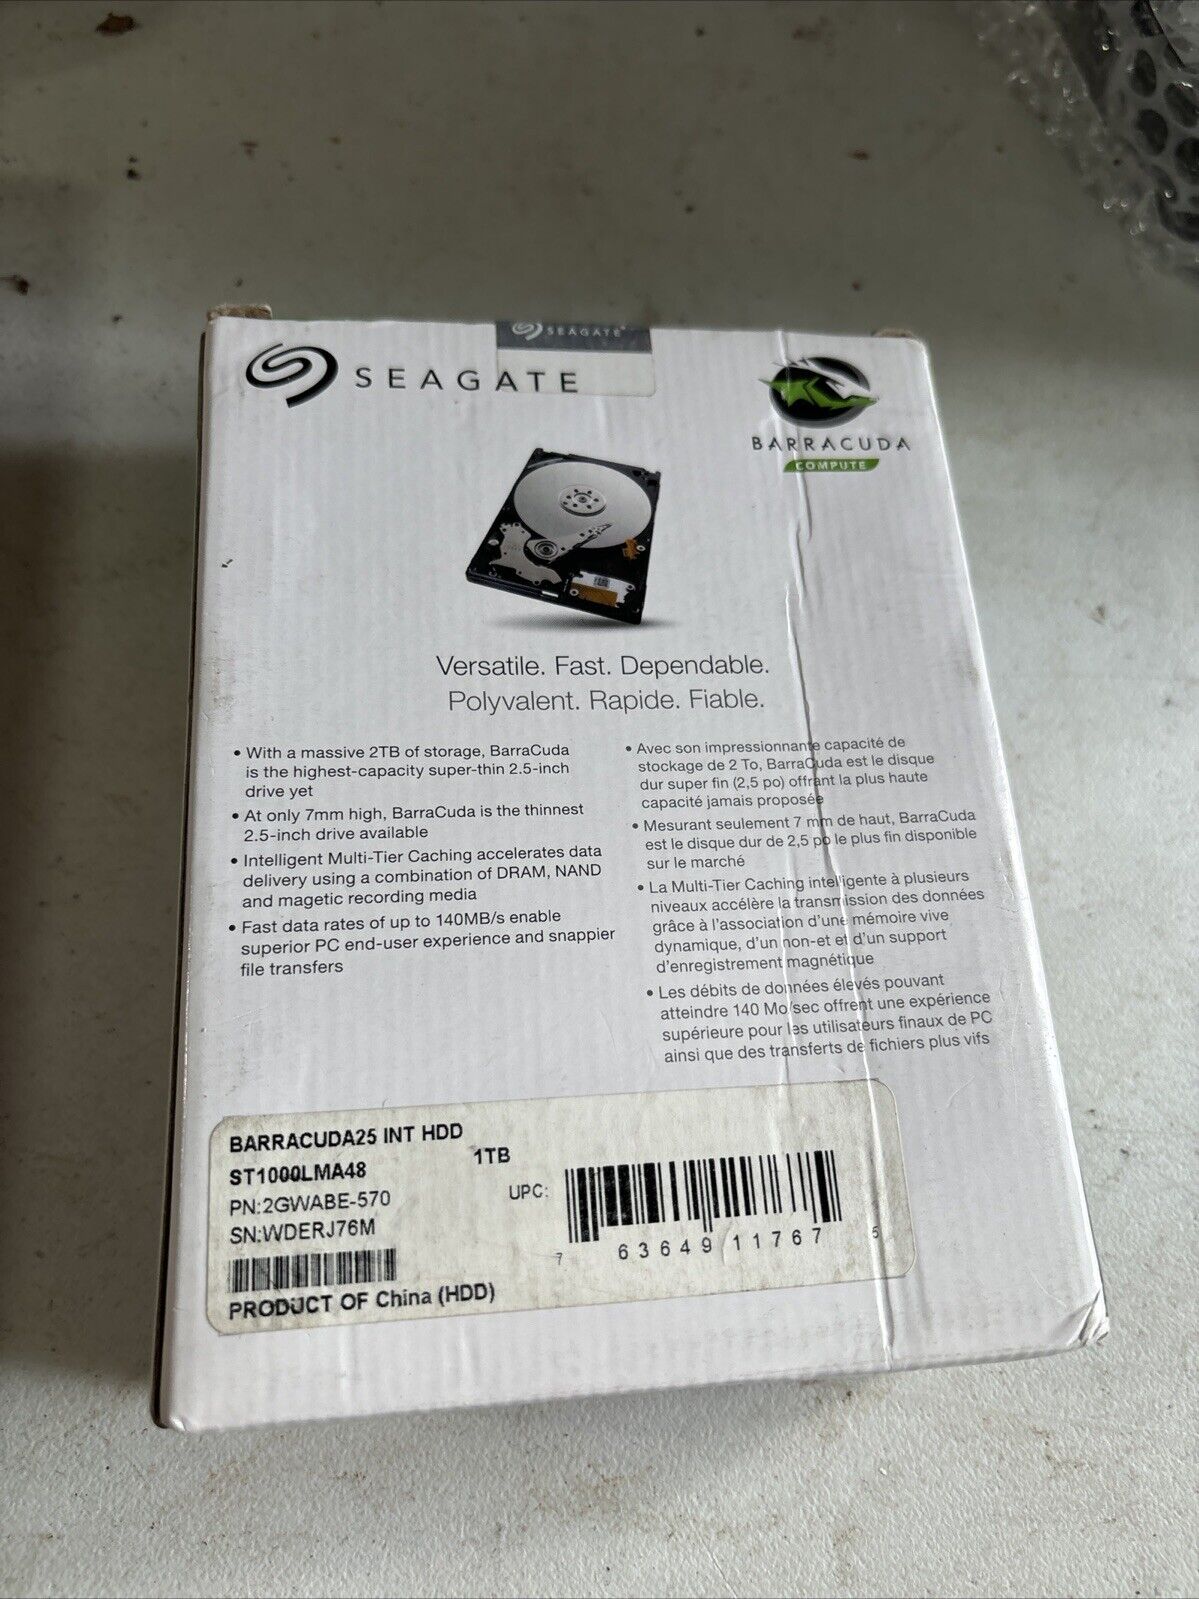 SEAGATE
SEAGATE
BARRACUDA
COMPUTE
Versatile. Fast. Dependable.
Polyvalent. Rapide. Fiable.
• With a massive 2TB of storage, BarraCuda
is the highest-capacity super-thin 2.5-inch
drive yet
• At only 7mm high, BarraCuda is the thinnest
2.5-inch drive available
• Intelligent Multi-Tier Caching accelerates data
delivery using a combination of DRAM, NAND
and magetic recording media
• Fast data rates of up to 140MB/s enable
superior PC end-user experience and snappier
file transfers
• Avec son impressionnante capacité de
stockage de 2 To, BarraCuda est le disque
dur super fin (2,5 po) offrant la plus haute
capacité jamais proposée
• Mesurant seulement 7 mm de haut, BarraCuda
est le disque dur de 2,5 po le plus fin disponible
sur le marché
• La Multi-Tier Caching intelligente à plusieurs
niveaux accélère la transmission des données
grâce à l'association d'une mémoire vive
dynamique, d'un non-et et d'un support
d'enregistrement magnétique
• Les débits de données élevés pouvant
atteindre 140 Mo/sec offrent une expérience
supérieure pour les utilisateurs finaux de PC
ainsi que des transferts de fichiers plus vifs
BARRACUDA25 INT HDD
1TB
ST1000LMA48
PN:2GWABE-570
SN:WDERJ76M
PRODUCT OF China (HDD)
UPC:
7 63649 11767 5